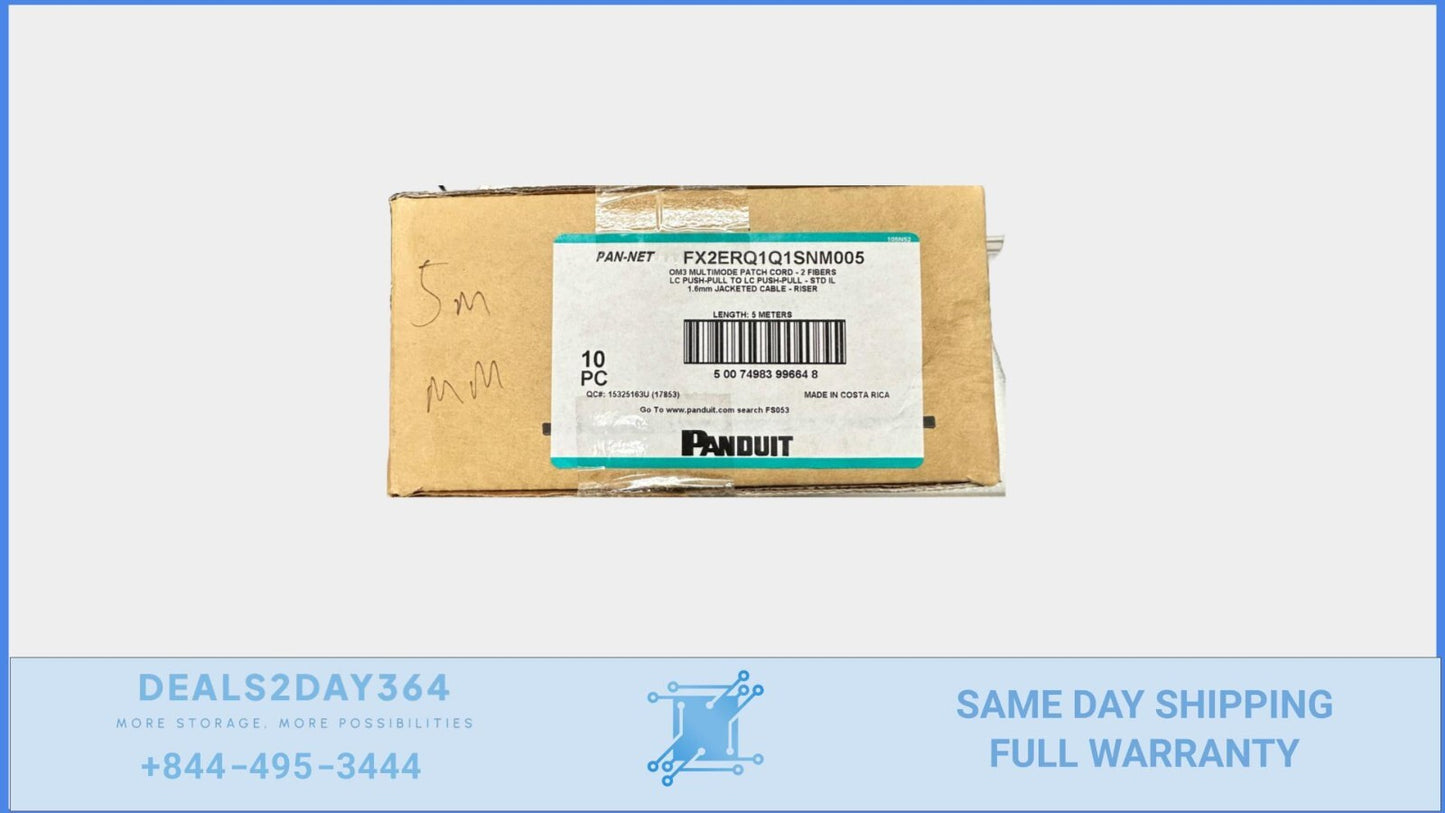 5m
MM
105N52
PAN-NET FX2ERQ1Q1SNM005
OM3 MULTIMODE PATCH CORD - 2 FIBERS
LC PUSH-PULL TO LC PUSH-PULL - STD IL
1.6mm JACKETED CABLE - RISER
LENGTH: 5 METERS
5 00 74983 99664 8
10
PC
QC#: 15325163U (17853)
MADE IN COSTA RICA
Go To www.panduit.com search FS053
PANDUIT
DEALS2DAY364
MORE STORAGE, MORE POSSIBILITIES
+844-495-3444
SAME DAY SHIPPING
FULL WARRANTY